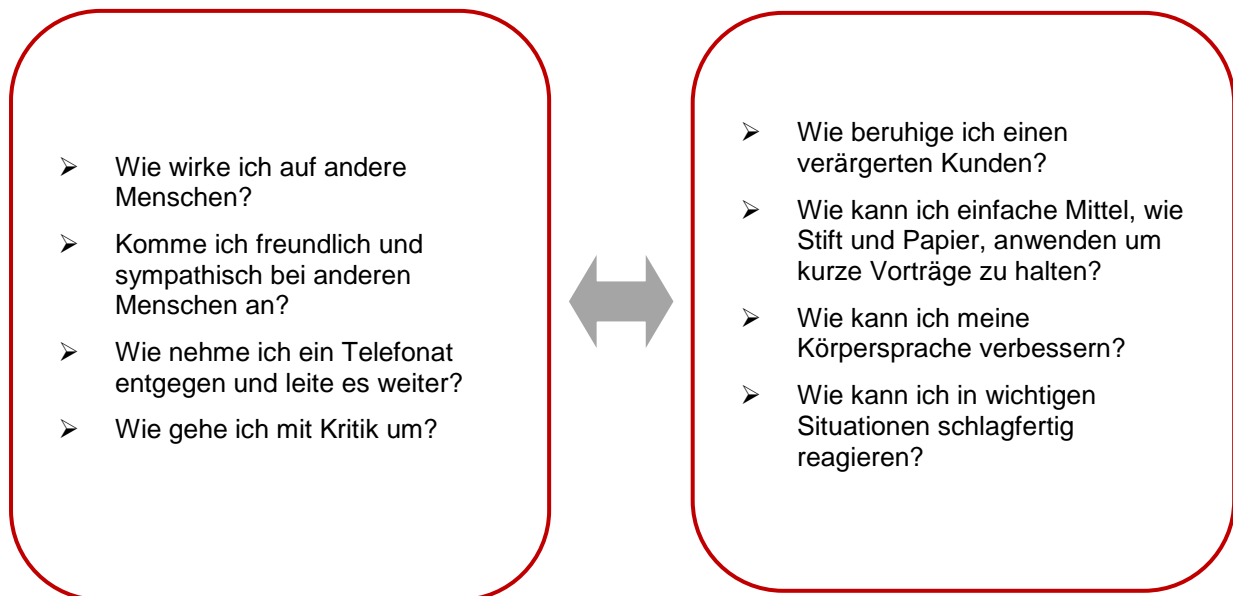 ➢ Wie wirke ich auf andere
Menschen?
➢ Komme ich freundlich und
sympathisch bei anderen
Menschen an?
➢ Wie nehme ich ein Telefonat
entgegen und leite es weiter?
➢ Wie gehe ich mit Kritik um?
➢ Wie beruhige ich einen
verärgerten Kunden?
➢ Wie kann ich einfache Mittel, wie
Stift und Papier, anwenden um
kurze Vorträge zu halten?
➢ Wie kann ich meine
Körpersprache verbessern?
➢ Wie kann ich in wichtigen
Situationen schlagfertig
reagieren?